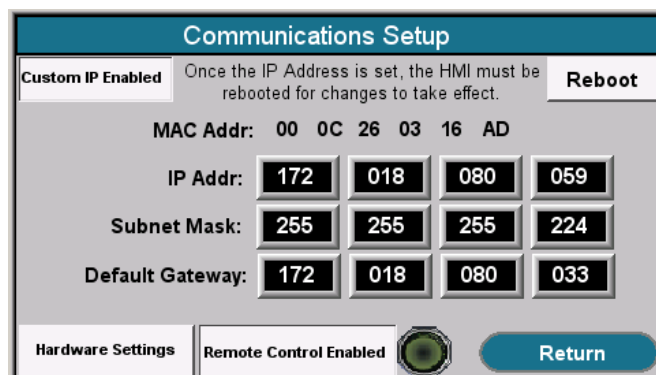 Communications Setup
Custom IP Enabled
Once the IP Address is set, the HMI must be
rebooted for changes to take effect.
Reboot
MAC Addr: 00 0C 26 03 16 AD
IP Addr: 172 018 080 059
Subnet Mask: 255 255 255 224
Default Gateway: 172 018 080 033
Hardware Settings
Remote Control Enabled
Return